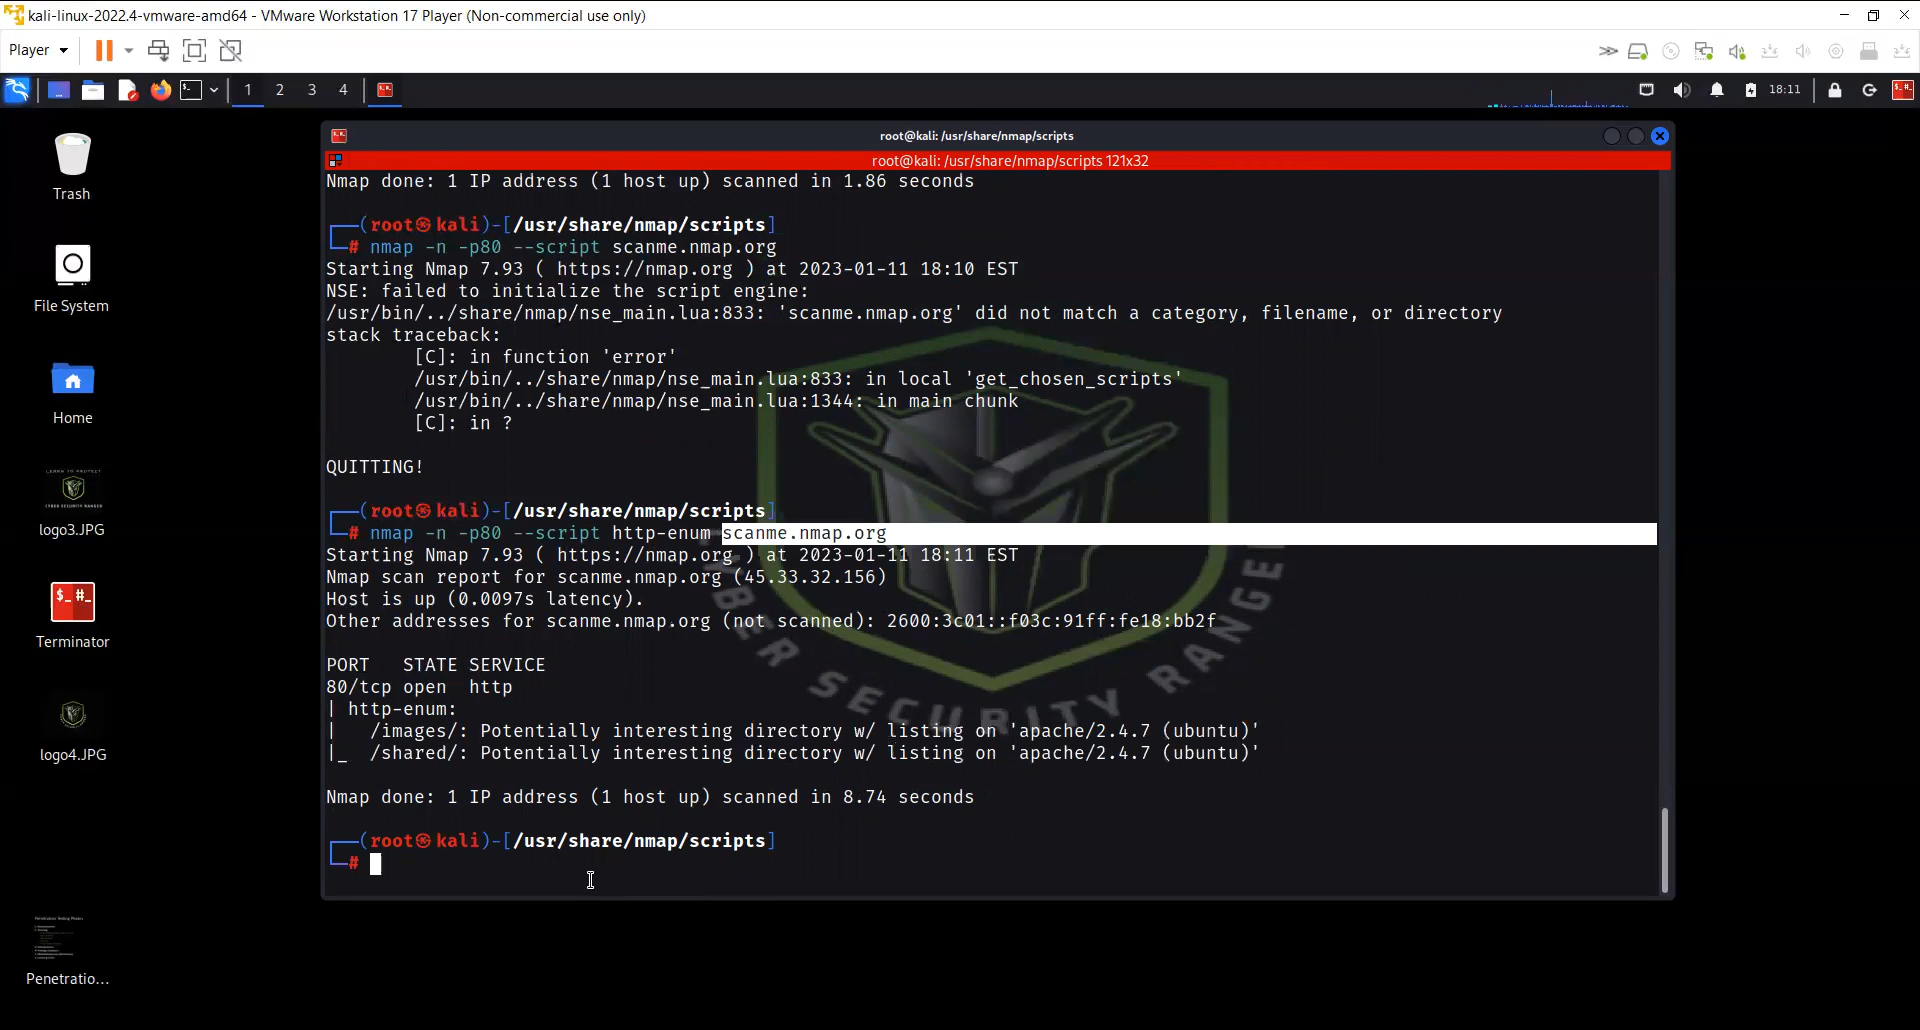 kali-linux-2022.4-vmware-amd64 - VMware Workstation 17 Player (Non-commercial use only)
Player
1 2 3 4
18:11
Trash
File System
Home
logo3.JPG
Terminator
logo4.JPG
Penetratio...
root@kali: /usr/share/nmap/scripts
root@kali: /usr/share/nmap/scripts 121x32
Nmap done: 1 IP address (1 host up) scanned in 1.86 seconds
(root㉿kali)-[/usr/share/nmap/scripts]
# nmap -n -p80 --script scanme.nmap.org
Starting Nmap 7.93 ( https://nmap.org ) at 2023-01-11 18:10 EST
NSE: failed to initialize the script engine:
/usr/bin/../share/nmap/nse_main.lua:833: 'scanme.nmap.org' did not match a category, filename, or directory
stack traceback:
[C]: in function 'error'
/usr/bin/../share/nmap/nse_main.lua:833: in local 'get_chosen_scripts'
/usr/bin/../share/nmap/nse_main.lua:1344: in main chunk
[C]: in ?
QUITTING!
(root㉿kali)-[/usr/share/nmap/scripts]
# nmap -n -p80 --script http-enum scanme.nmap.org
Starting Nmap 7.93 ( https://nmap.org ) at 2023-01-11 18:11 EST
Nmap scan report for scanme.nmap.org (45.33.32.156)
Host is up (0.0097s latency).
Other addresses for scanme.nmap.org (not scanned): 2600:3c01::f03c:91ff:fe18:bb2f
PORT   STATE SERVICE
80/tcp open  http
| http-enum:
|   /images/: Potentially interesting directory w/ listing on 'apache/2.4.7 (ubuntu)'
|_  /shared/: Potentially interesting directory w/ listing on 'apache/2.4.7 (ubuntu)'
Nmap done: 1 IP address (1 host up) scanned in 8.74 seconds
(root㉿kali)-[/usr/share/nmap/scripts]
#
CYBER SECURITY RANGER